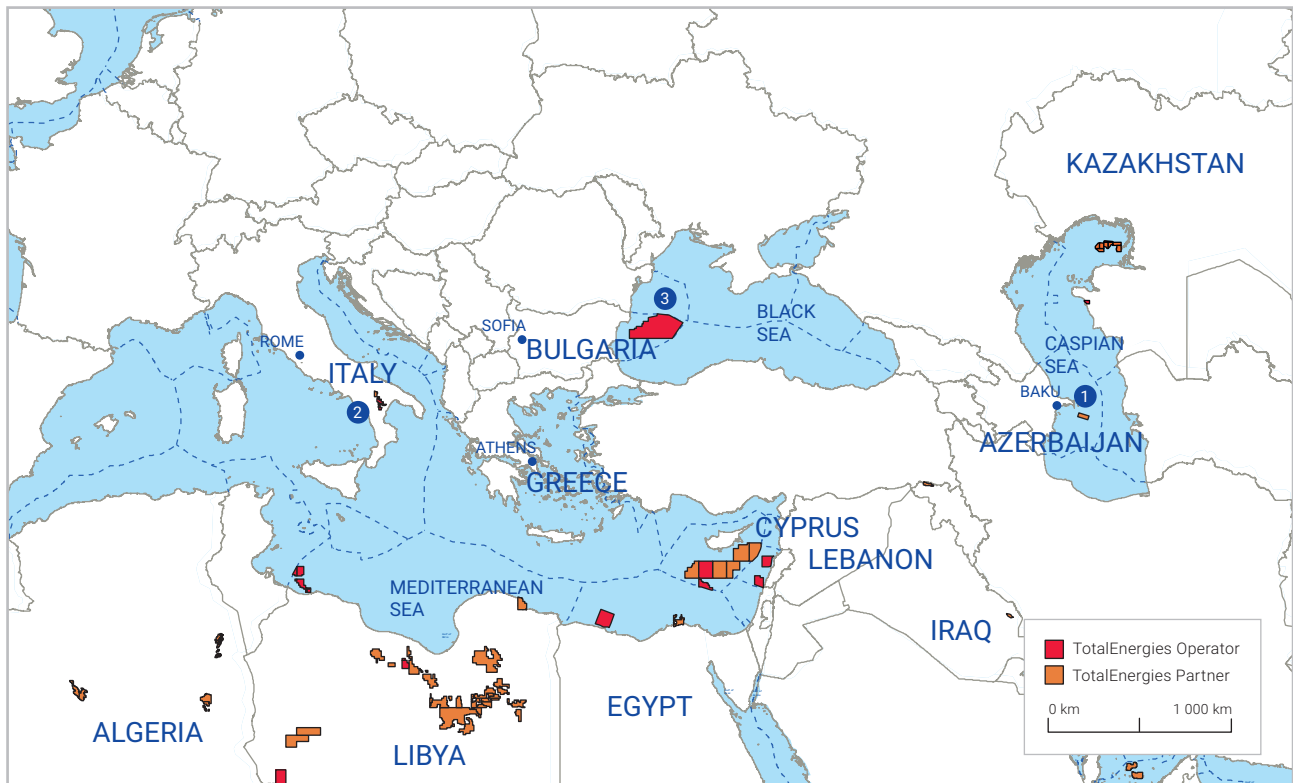 KAZAKHSTAN
3
BLACK
SEA
SOFIA
BULGARIA
ROME
ITALY
2
CASPIAN
SEA
BAKU
1
AZERBAIJAN
ATHENS
GREECE
CYPRUS
LEBANON
MEDITERRANEAN
SEA
IRAQ
EGYPT
ALGERIA
LIBYA
TotalEnergies Operator
TotalEnergies Partner
0 km
1 000 km